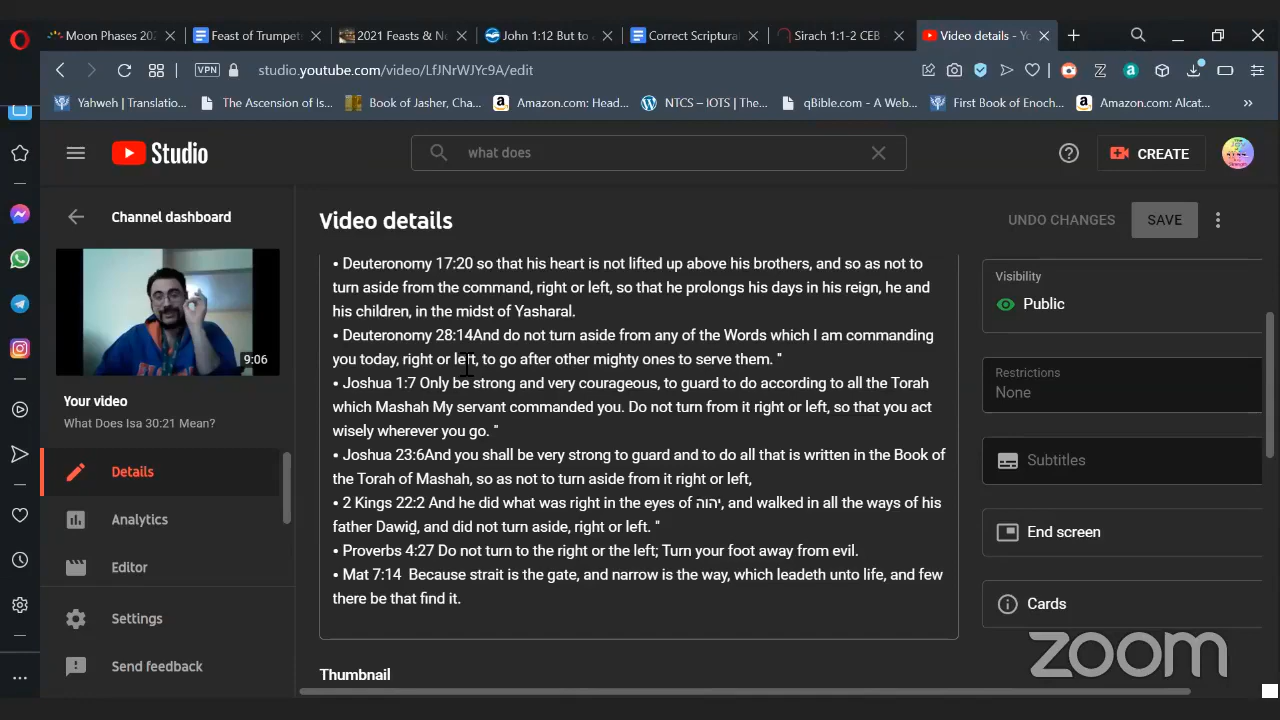 Moon Phases 202
Feast of Trumpet
2021 Feasts & Ne
John 1:12 But to
Correct Scriptural
Sirach 1:1-2 CEB
Video details - Yo
VPN
studio.youtube.com/video/LfJNrWJYc9A/edit
Yahweh | Translatio...
The Ascension of Is...
Book of Jasher, Cha...
Amazon.com: Head...
NTCS – IOTS | The...
qBible.com - A Web...
First Book of Enoch...
Amazon.com: Alcat...
Studio
what does
CREATE
Channel dashboard
9:06
Your video
What Does Isa 30:21 Mean?
Details
Analytics
Editor
Settings
Send feedback
Video details
UNDO CHANGES
SAVE
• Deuteronomy 17:20 so that his heart is not lifted up above his brothers, and so as not to
turn aside from the command, right or left, so that he prolongs his days in his reign, he and
his children, in the midst of Yasharal.
• Deuteronomy 28:14And do not turn aside from any of the Words which I am commanding
you today, right or left, to go after other mighty ones to serve them. "
• Joshua 1:7 Only be strong and very courageous, to guard to do according to all the Torah
which Mashah My servant commanded you. Do not turn from it right or left, so that you act
wisely wherever you go. "
• Joshua 23:6And you shall be very strong to guard and to do all that is written in the Book of
the Torah of Mashah, so as not to turn aside from it right or left,
• 2 Kings 22:2 And he did what was right in the eyes of יהוה, and walked in all the ways of his
father Dawiḏ, and did not turn aside, right or left. "
• Proverbs 4:27 Do not turn to the right or the left; Turn your foot away from evil.
• Mat 7:14  Because strait is the gate, and narrow is the way, which leadeth unto life, and few
there be that find it.
Thumbnail
Visibility
Public
Restrictions
None
Subtitles
End screen
Cards
zoom